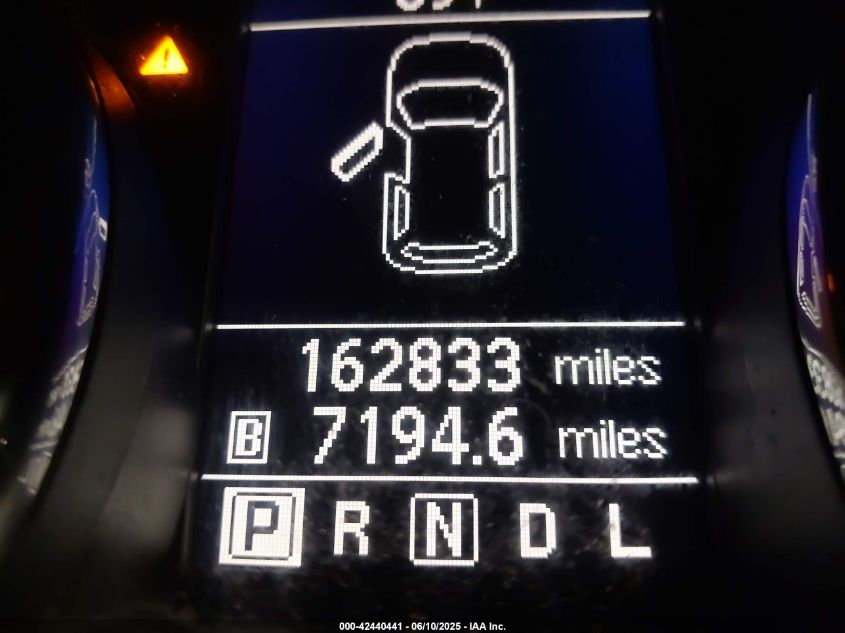 162833 miles
B 7194.6 miles
P R N D L
000-42440441 - 06/10/2025 - IAA Inc.